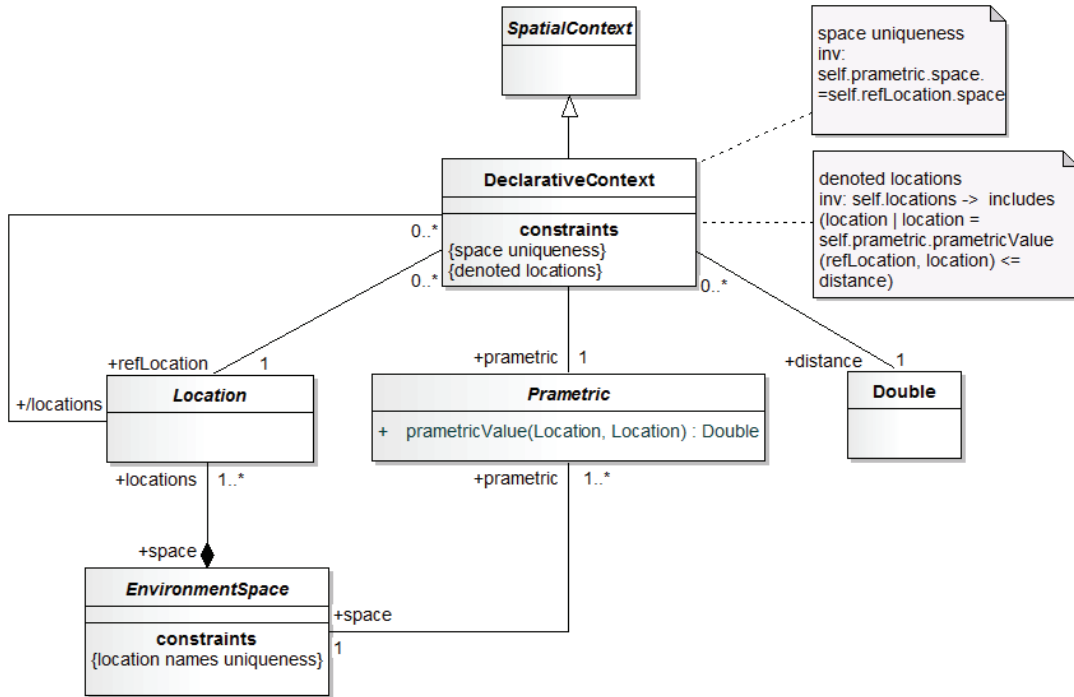 SpatialContext
space uniqueness
inv:
self.prametric.space.
=self.refLocation.space
DeclarativeContext
constraints
{space uniqueness}
{denoted locations}
denoted locations
inv: self.locations -> includes
(location | location =
self.prametric.prametricValue
(refLocation, location) <=
distance)
0..*
0..*
0..*
+refLocation
1
+prametric
1
+distance
1
+/locations
Location
Prametric
+ prametricValue(Location, Location) : Double
Double
+locations
1..*
+prametric
1..*
+space
EnvironmentSpace
constraints
{location names uniqueness}
+space
1